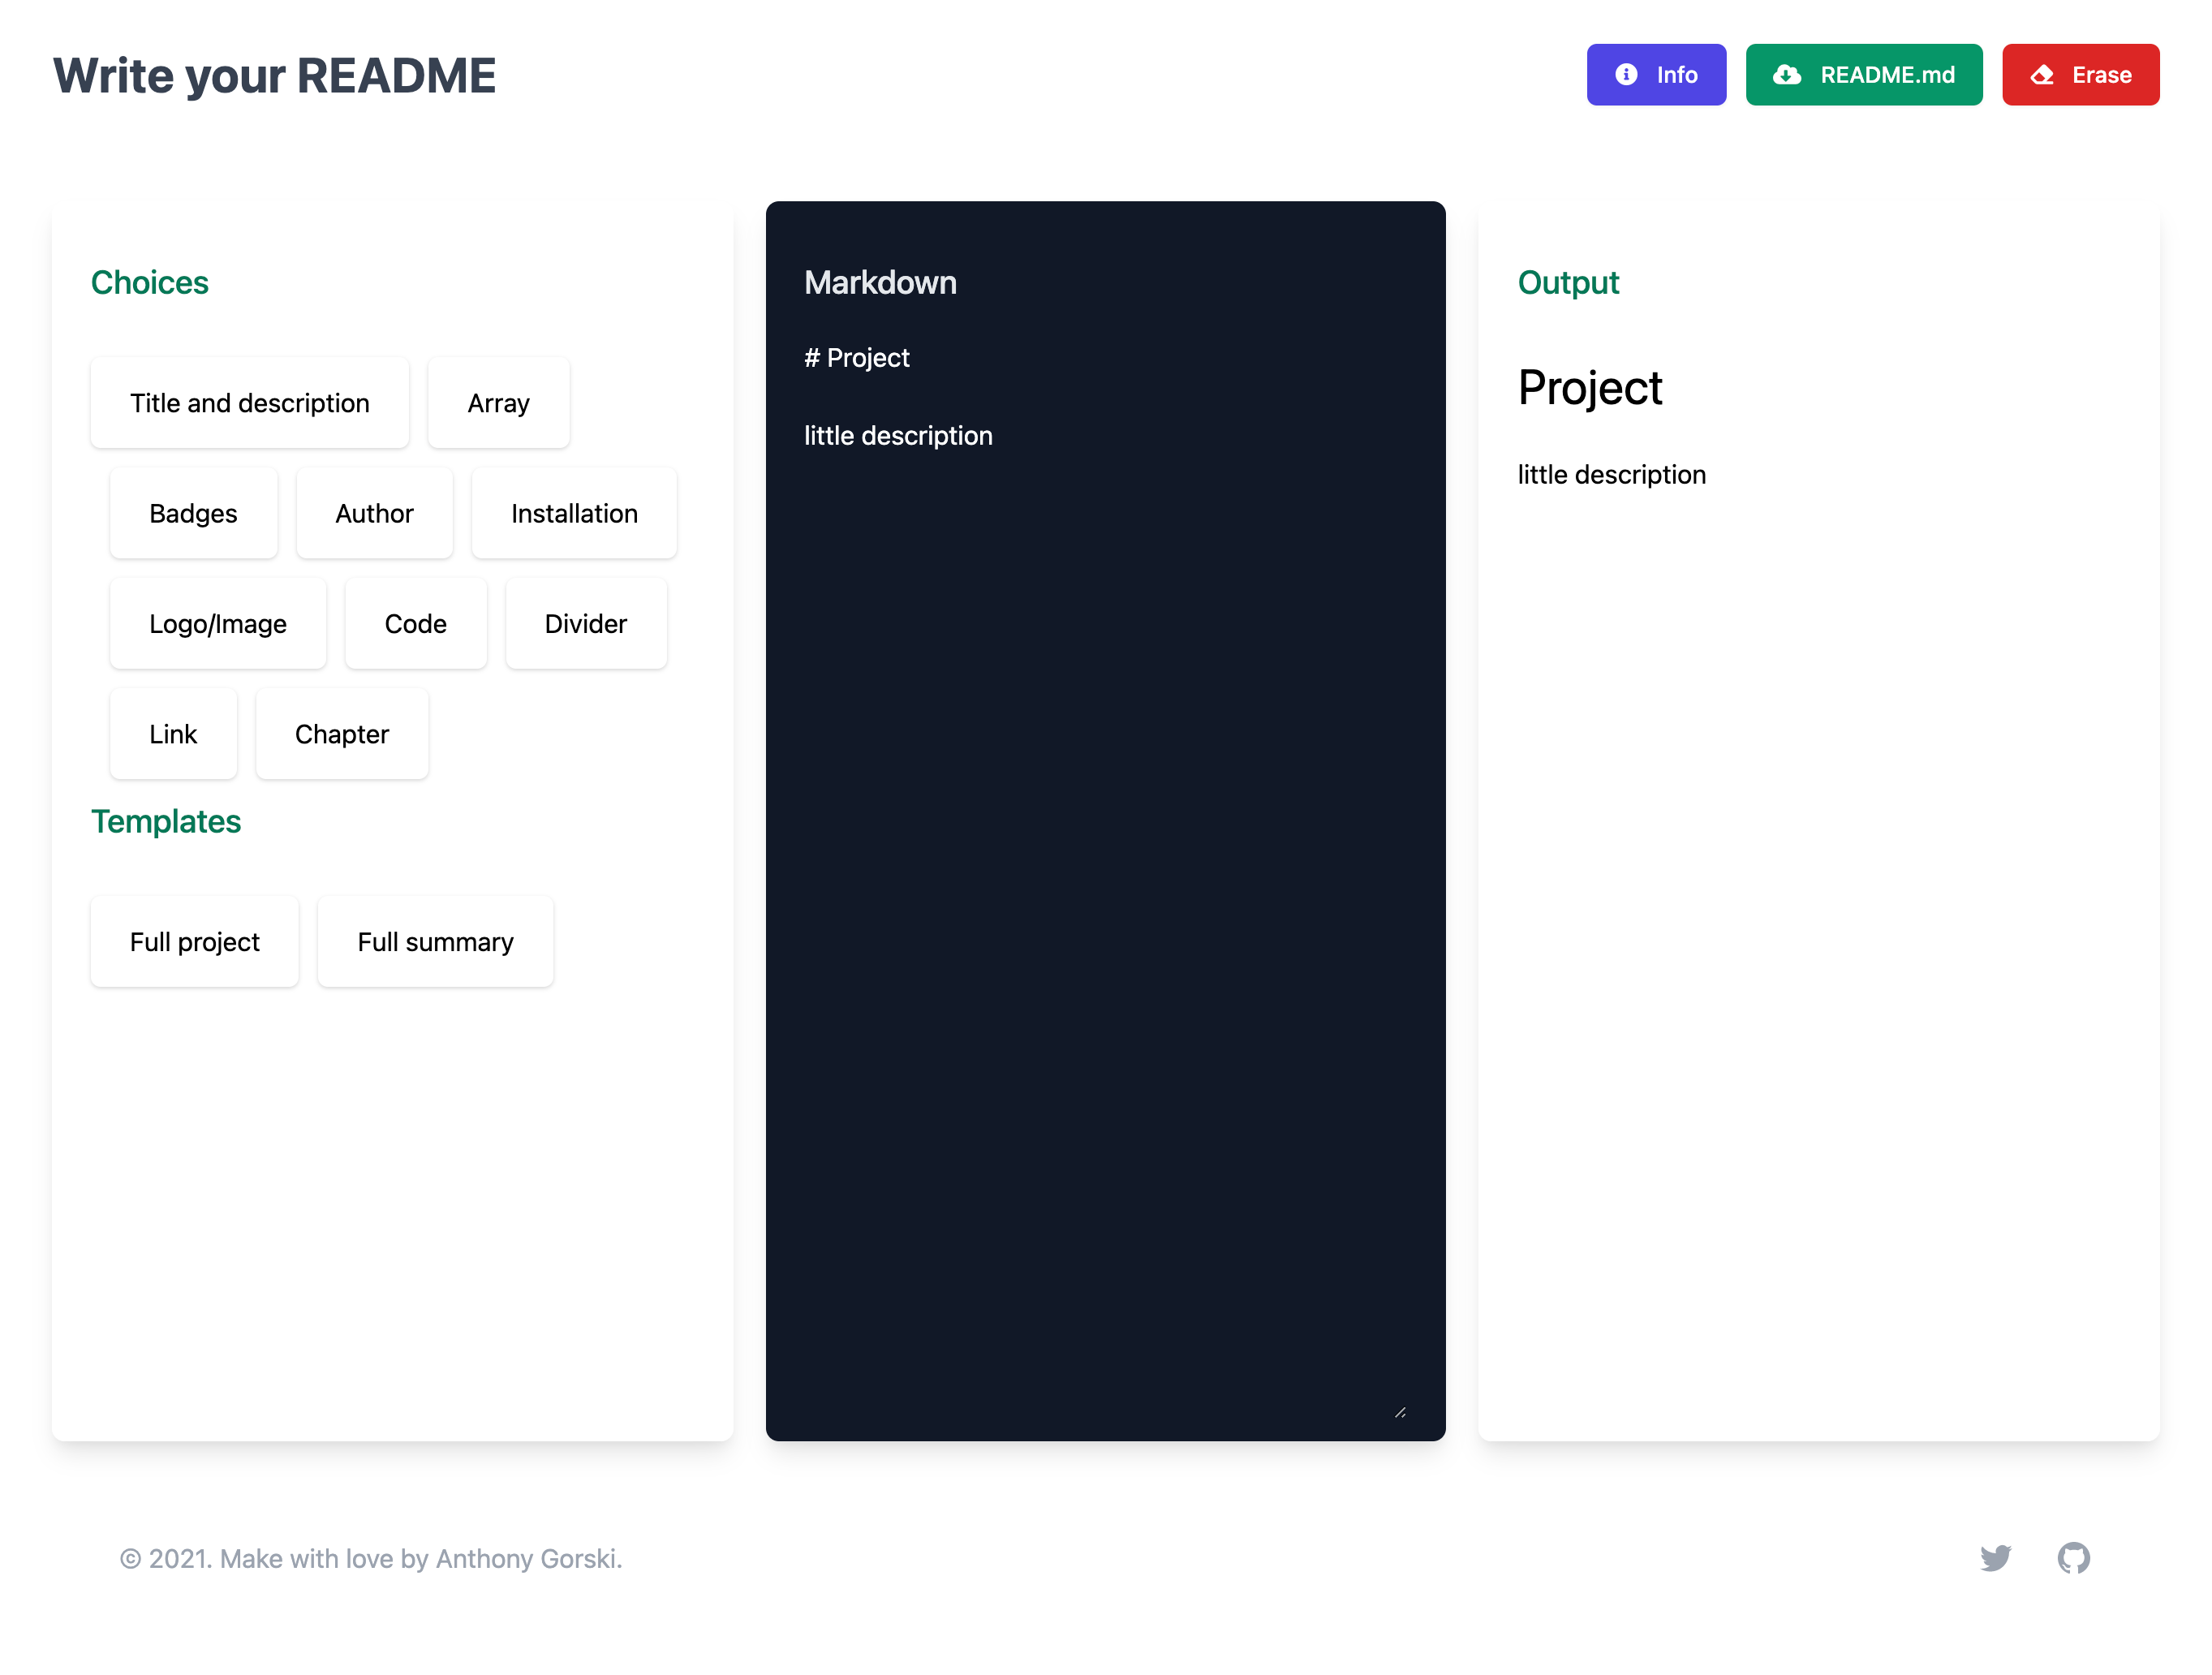 Write your README
Info
README.md
Erase
Choices
Title and description
Array
Badges
Author
Installation
Logo/Image
Code
Divider
Link
Chapter
Templates
Full project
Full summary
Markdown
# Project
little description
Output
Project
little description
© 2021. Make with love by Anthony Gorski.